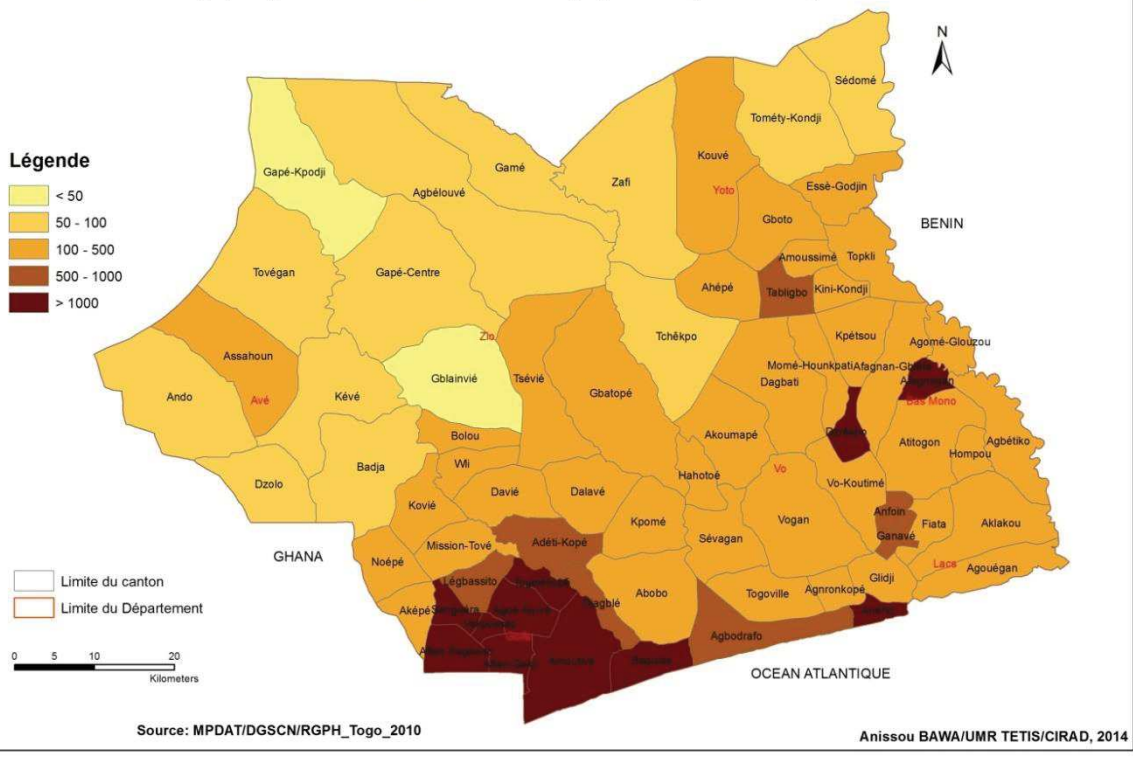 N
Sédomé
Tométy-Kondji
Légende
< 50
50 - 100
100 - 500
500 - 1000
> 1000
Kouvé
Gamé
Gapé-Kpodji
Zafi
Agbélouvé
Yoto
Essè-Godjin
Gboto
BENIN
Amoussimé
Topkli
Tovégan
Gapé-Centre
Ahépé
Tabligbo
Kini-Kondji
Zio
Tchêkpo
Kpétsou
Agomé-Glouzou
Assahoun
Momé-Hounkpati
Gblainvié
Tsévié
Dagbati
Gbatopé
Ando
Avé
Kévé
Bas Mono
Bolou
Akoumapé
Atitogon
Agbétiko
Hompou
Badja
Wli
Vo
Hahotoé
Dzolo
Davié
Dalavé
Vo-Koutimé
Kovié
Anfoin
Kpomé
Vogan
Fiata
Aklakou
Ganavé
Sévagan
Adéti-Kopé
Mission-Tové
GHANA
Noépé
Lacs
Agouégan
Légbassito
Glidji
Limite du canton
Abobo
Togoville
Agnronkopé
Limite du Département
Aképé
Agbodrafo
0 5 10 20
Kilometers
OCEAN ATLANTIQUE
Source: MPDAT/DGSCN/RGPH_Togo_2010
Anissou BAWA/UMR TETIS/CIRAD, 2014